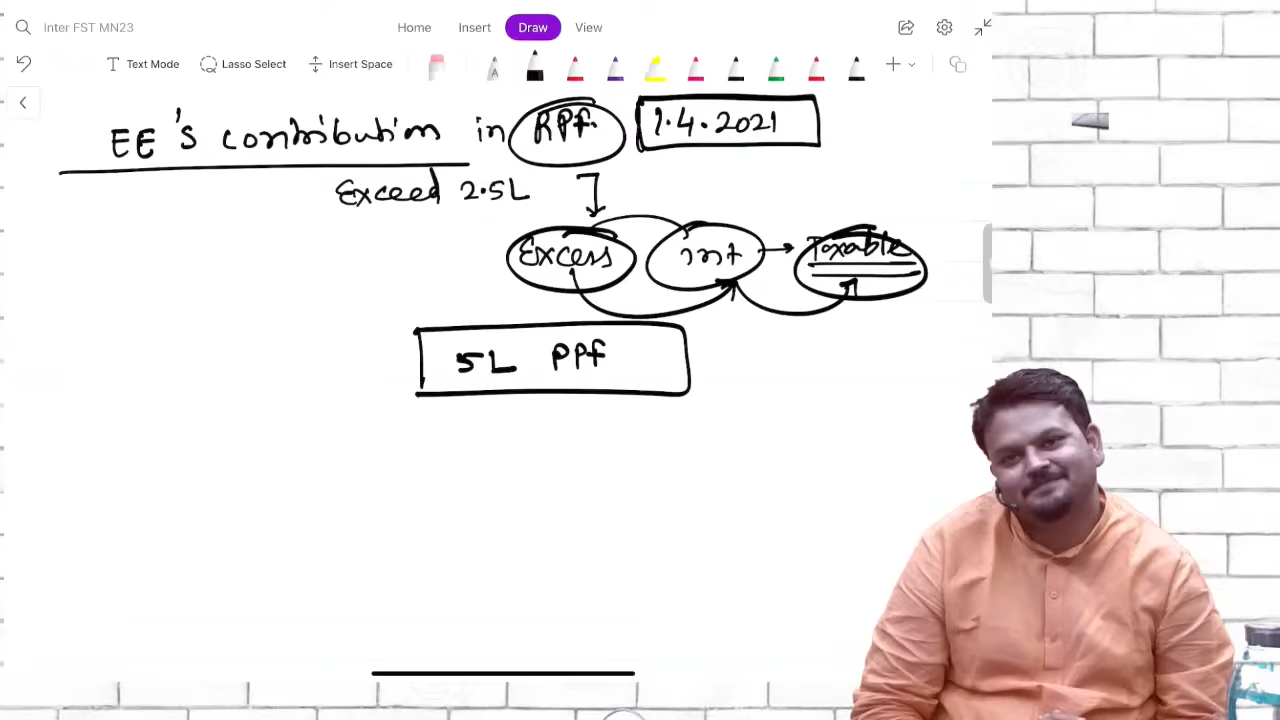 Inter FST MN23
Home Insert Draw View
Text Mode Lasso Select Insert Space
A
EE's contribution in RPf. 1.4.2021
Exceed 2.5L
Excess int Taxable
5L PPf